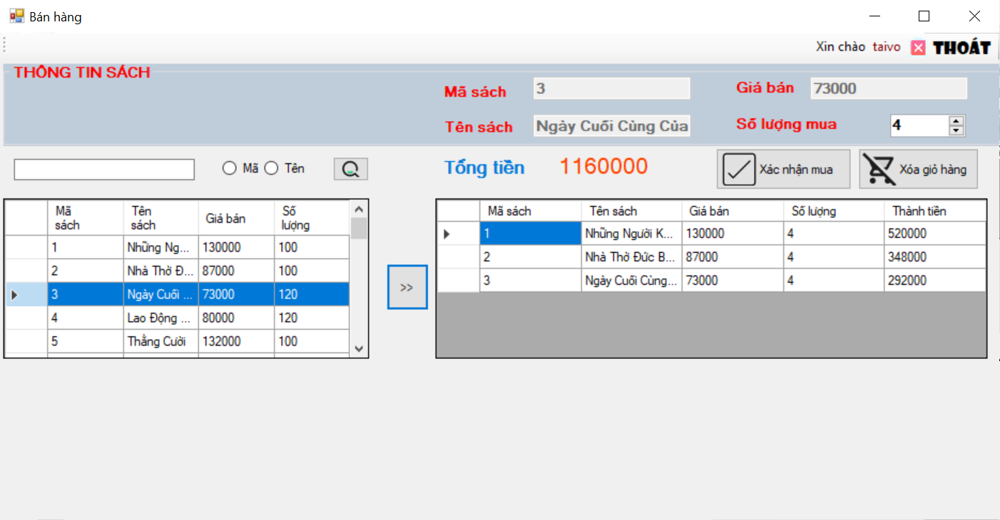 Bán hàng
Xin chào taivo THOÁT
THÔNG TIN SÁCH
Mã sách 3 Giá bán 73000
Tên sách Ngày Cuối Cùng Của Số lượng mua 4
Mã Tên Tổng tiền 1160000 Xác nhận mua Xóa giỏ hàng
Mã sách Tên sách Giá bán Số lượng
1 Những Ng... 130000 100
2 Nhà Thờ Đ... 87000 100
3 Ngày Cuối ... 73000 120
4 Lao Động ... 80000 120
5 Thằng Cười 132000 100
>>
Mã sách Tên sách Giá bán Số lượng Thành tiền
1 Những Người K... 130000 4 520000
2 Nhà Thờ Đức B... 87000 4 348000
3 Ngày Cuối Cùng... 73000 4 292000